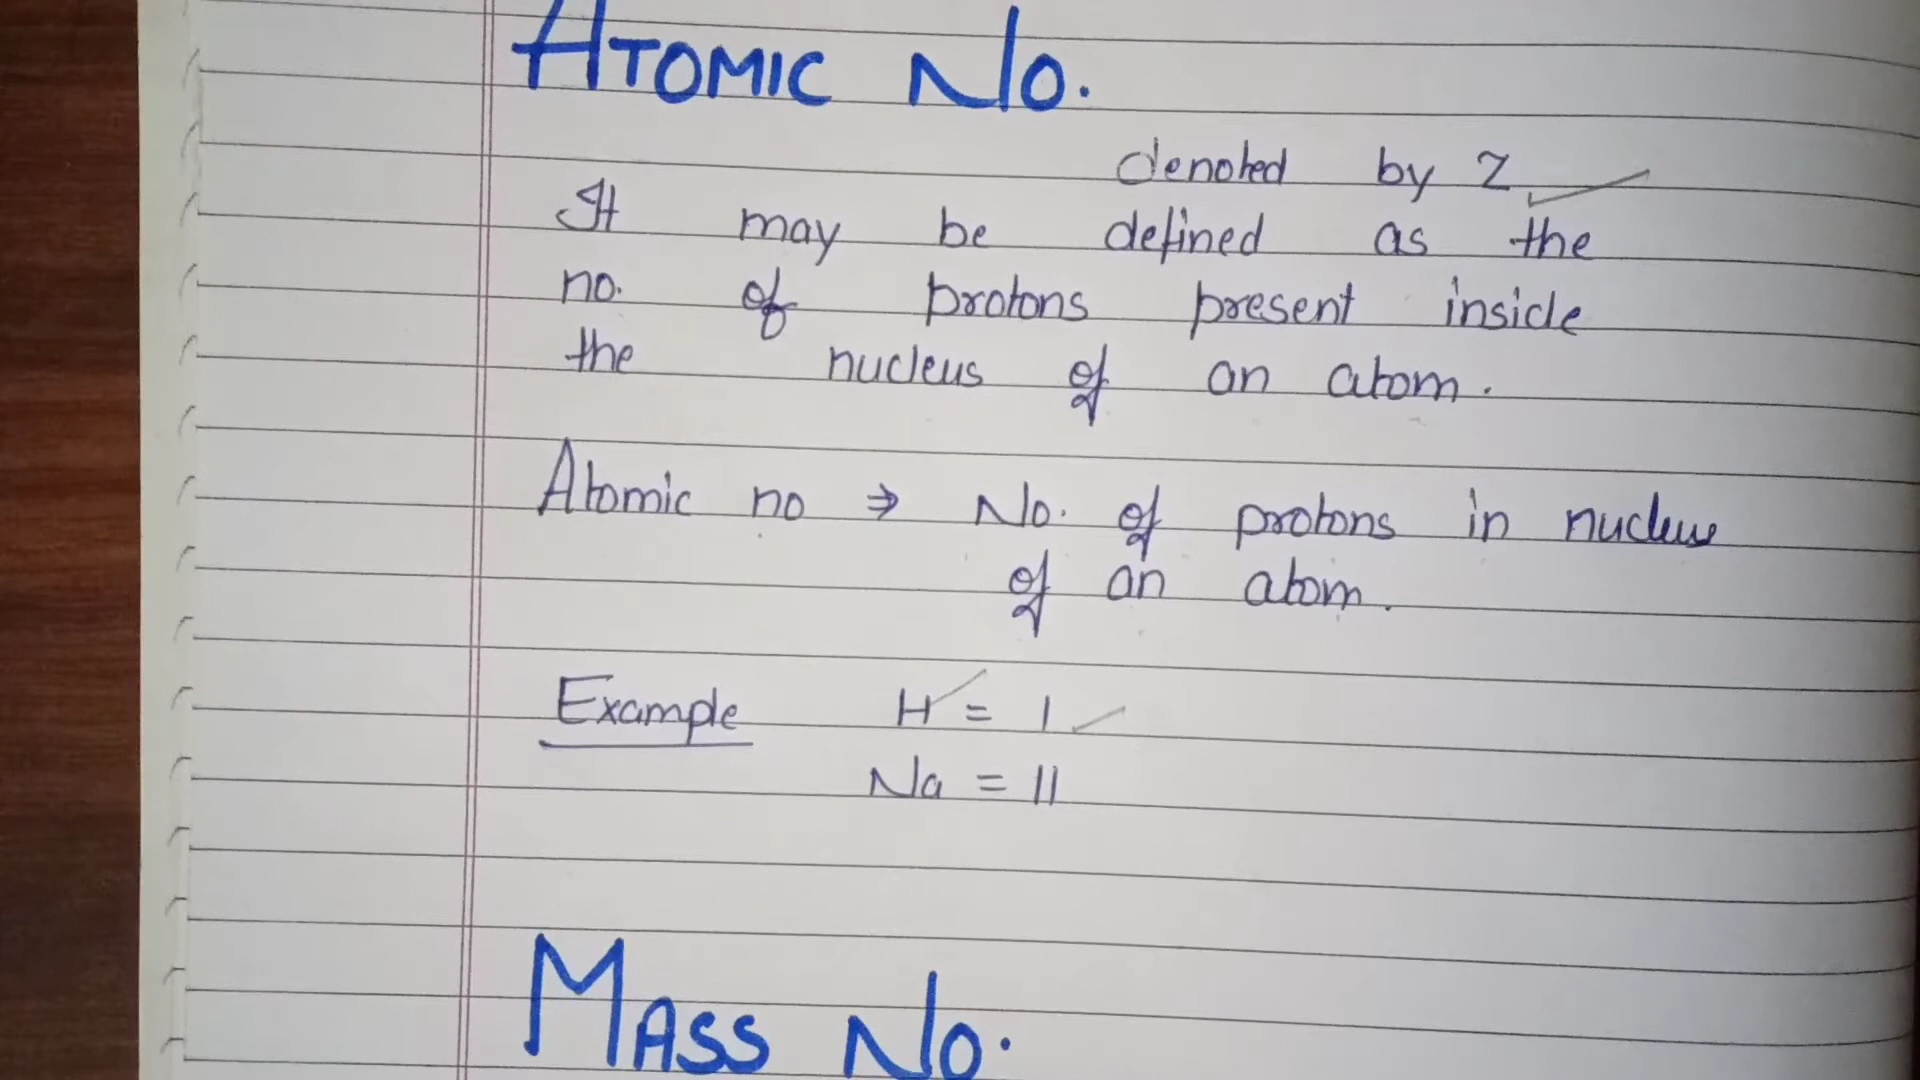 ATOMIC NO.
denoted by Z
It may be defined as the
no. of protons present inside
the nucleus of an atom.
Atomic no ⇒ No. of protons in nucleus
of an atom.
Example H = 1
Na = 11
MASS NO.